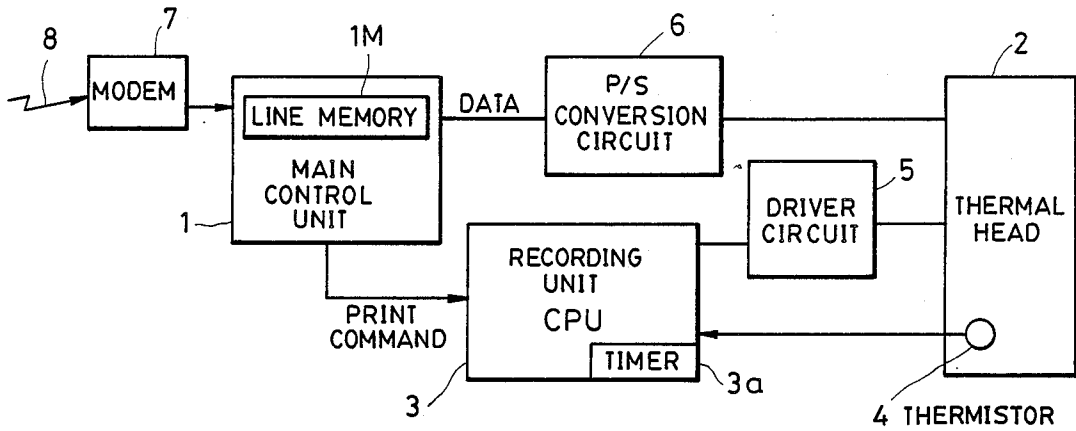 7
8
1M
6
2
MODEM
LINE MEMORY
MAIN
CONTROL
UNIT
1
DATA
P/S
CONVERSION
CIRCUIT
5
DRIVER
CIRCUIT
THERMAL
HEAD
RECORDING
UNIT
CPU
TIMER
PRINT
COMMAND
3
3a
4 THERMISTOR